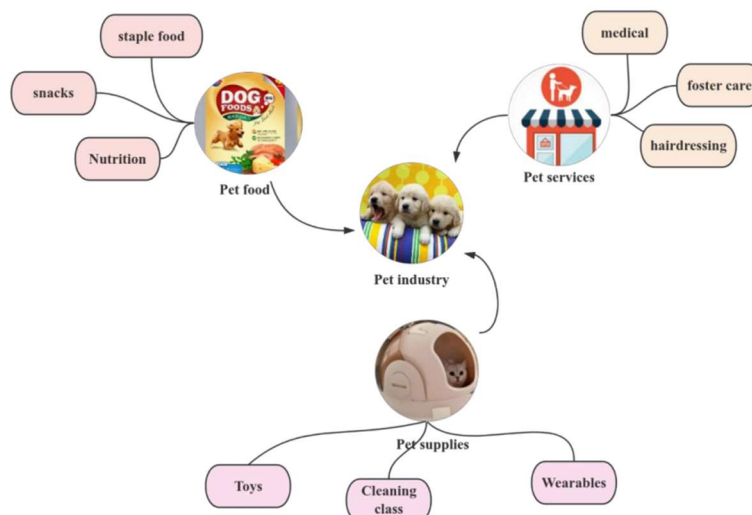 staple food
snacks
Nutrition
DOG
FOODS
Pet food
medical
foster care
hairdressing
Pet services
Pet industry
Pet supplies
Toys
Cleaning
class
Wearables